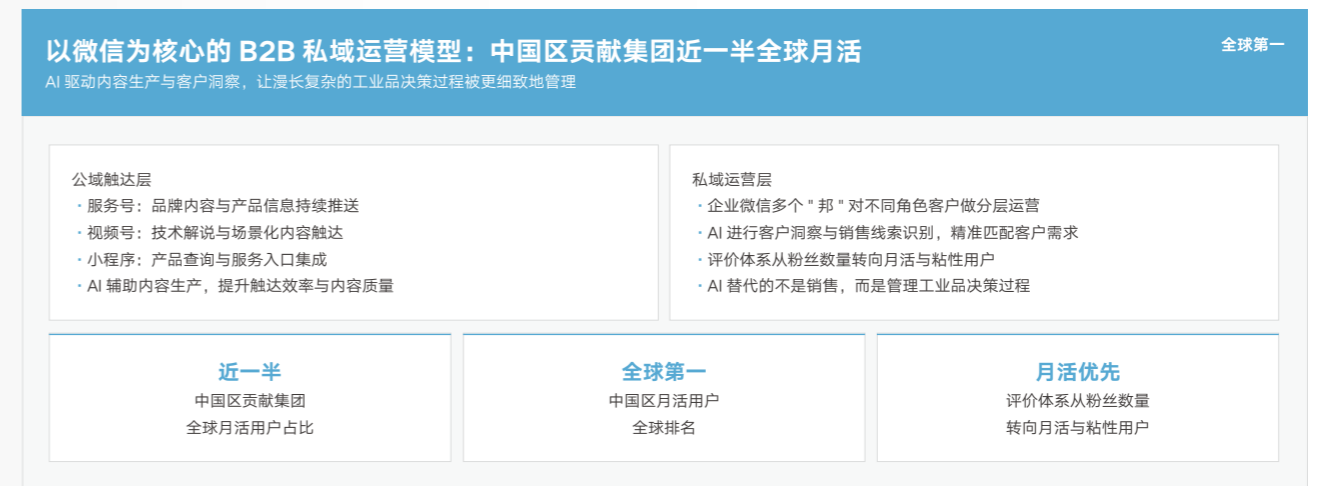 以微信为核心的 B2B 私域运营模型：中国区贡献集团近一半全球月活
全球第一
AI 驱动内容生产与客户洞察，让漫长复杂的工业品决策过程被更细致地管理
公域触达层
·服务号：品牌内容与产品信息持续推送
·视频号：技术解说与场景化内容触达
·小程序：产品查询与服务入口集成
·AI 辅助内容生产，提升触达效率与内容质量
私域运营层
·企业微信多个 " 邦 " 对不同角色客户做分层运营
·AI 进行客户洞察与销售线索识别，精准匹配客户需求
·评价体系从粉丝数量转向月活与粘性用户
·AI 替代的不是销售，而是管理工业品决策过程
近一半
中国区贡献集团
全球月活用户占比
全球第一
中国区月活用户
全球排名
月活优先
评价体系从粉丝数量
转向月活与粘性用户